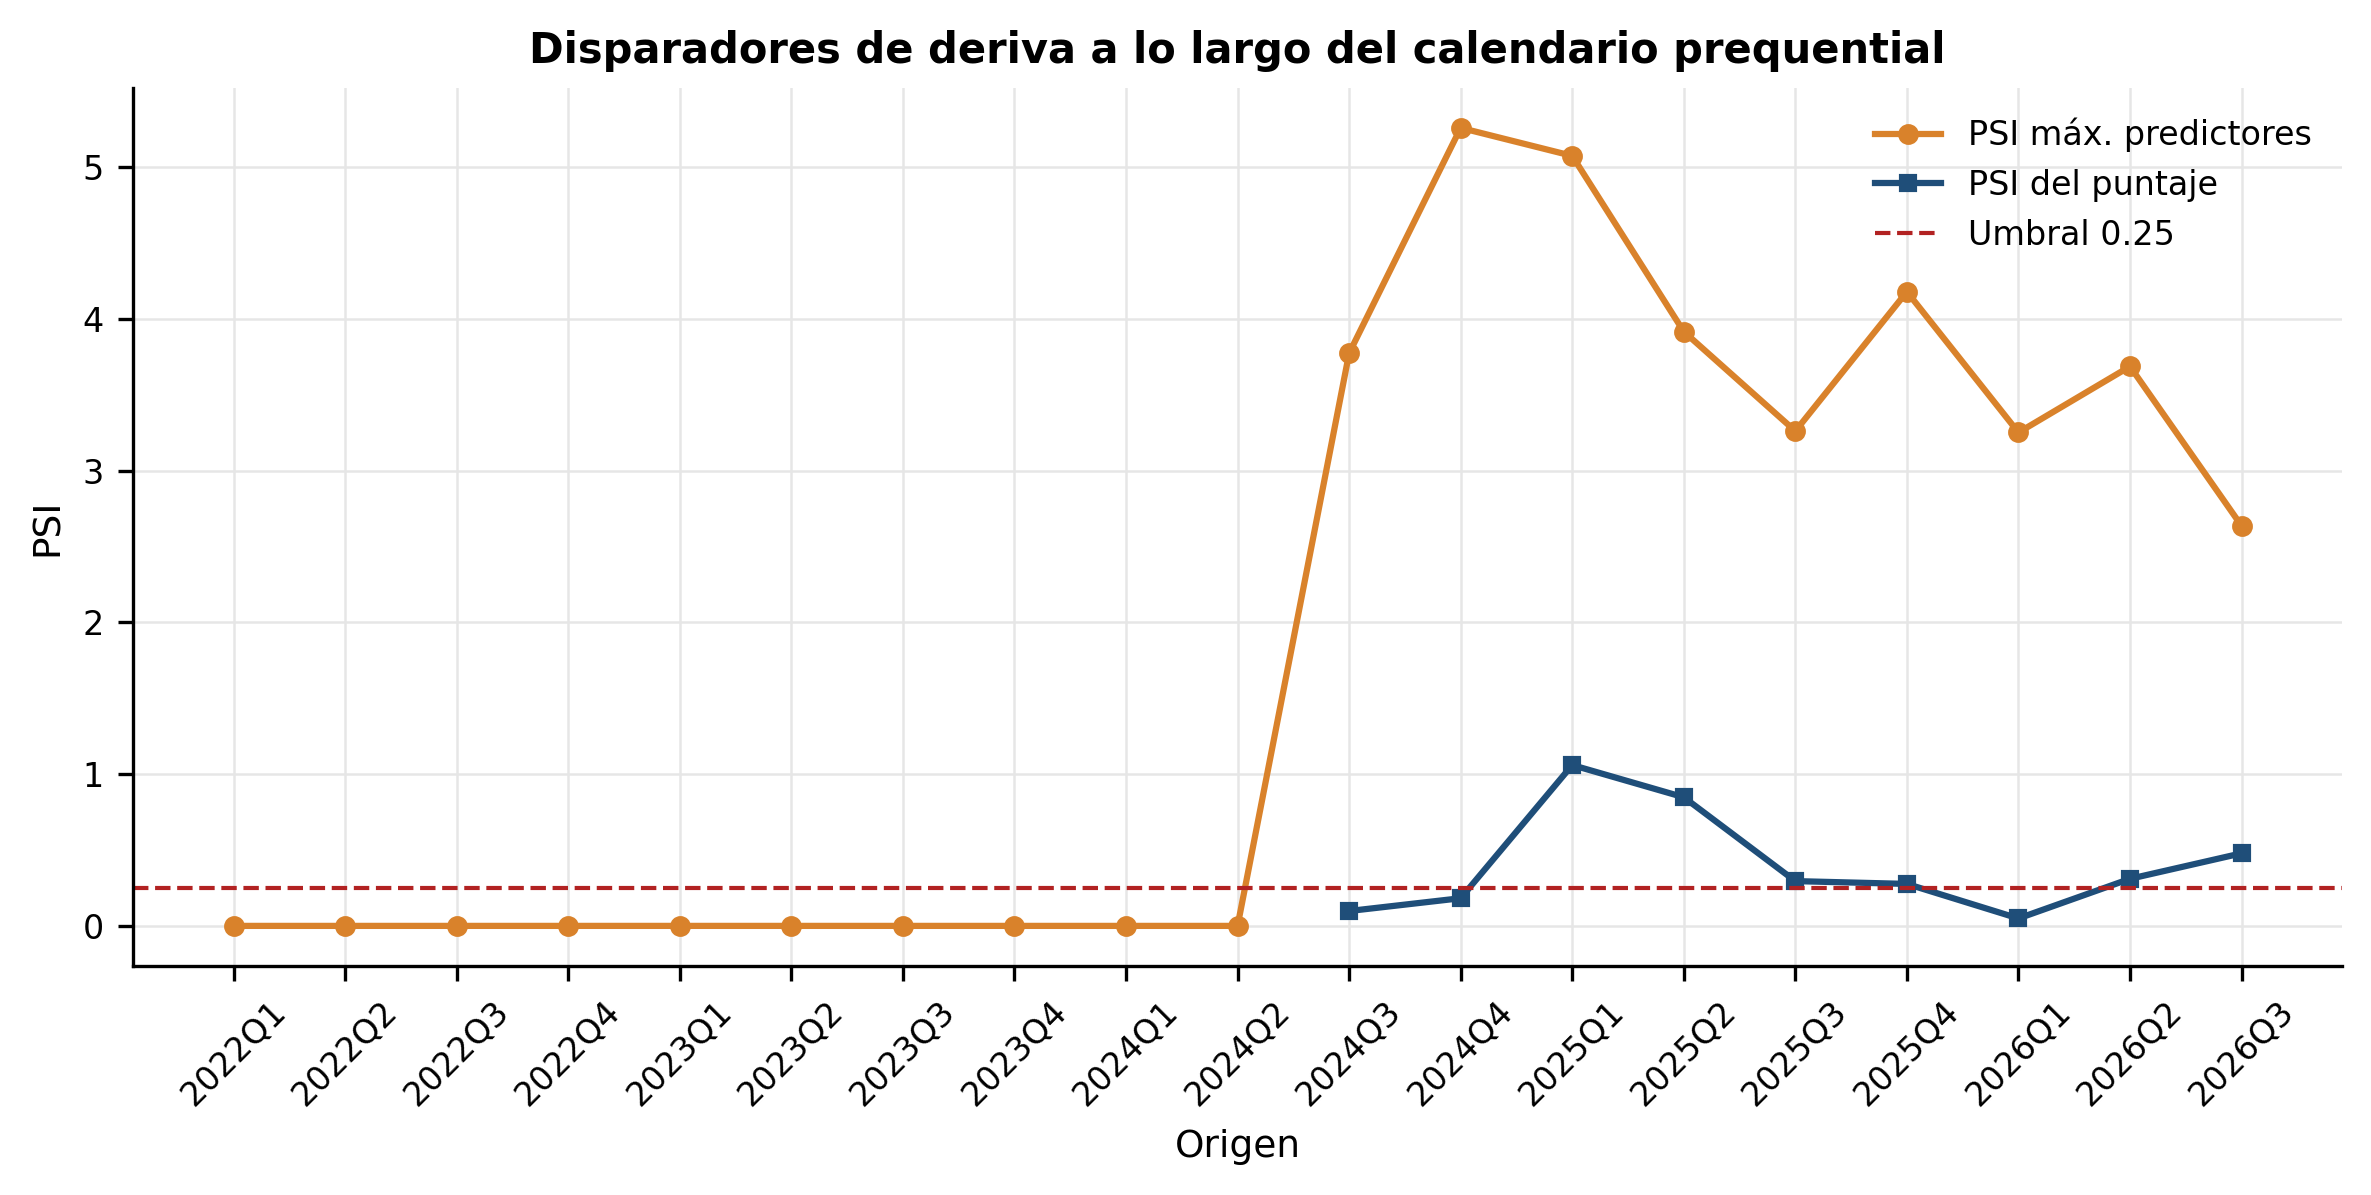 Disparadores de deriva a lo largo del calendario prequential
PSI máx. predictores
PSI del puntaje
Umbral 0.25
PSI
5
4
3
2
1
0
2022Q1
2022Q2
2022Q3
2022Q4
2023Q1
2023Q2
2023Q3
2023Q4
2024Q1
2024Q2
2024Q3
2024Q4
2025Q1
2025Q2
2025Q3
2025Q4
2026Q1
2026Q2
2026Q3
Origen